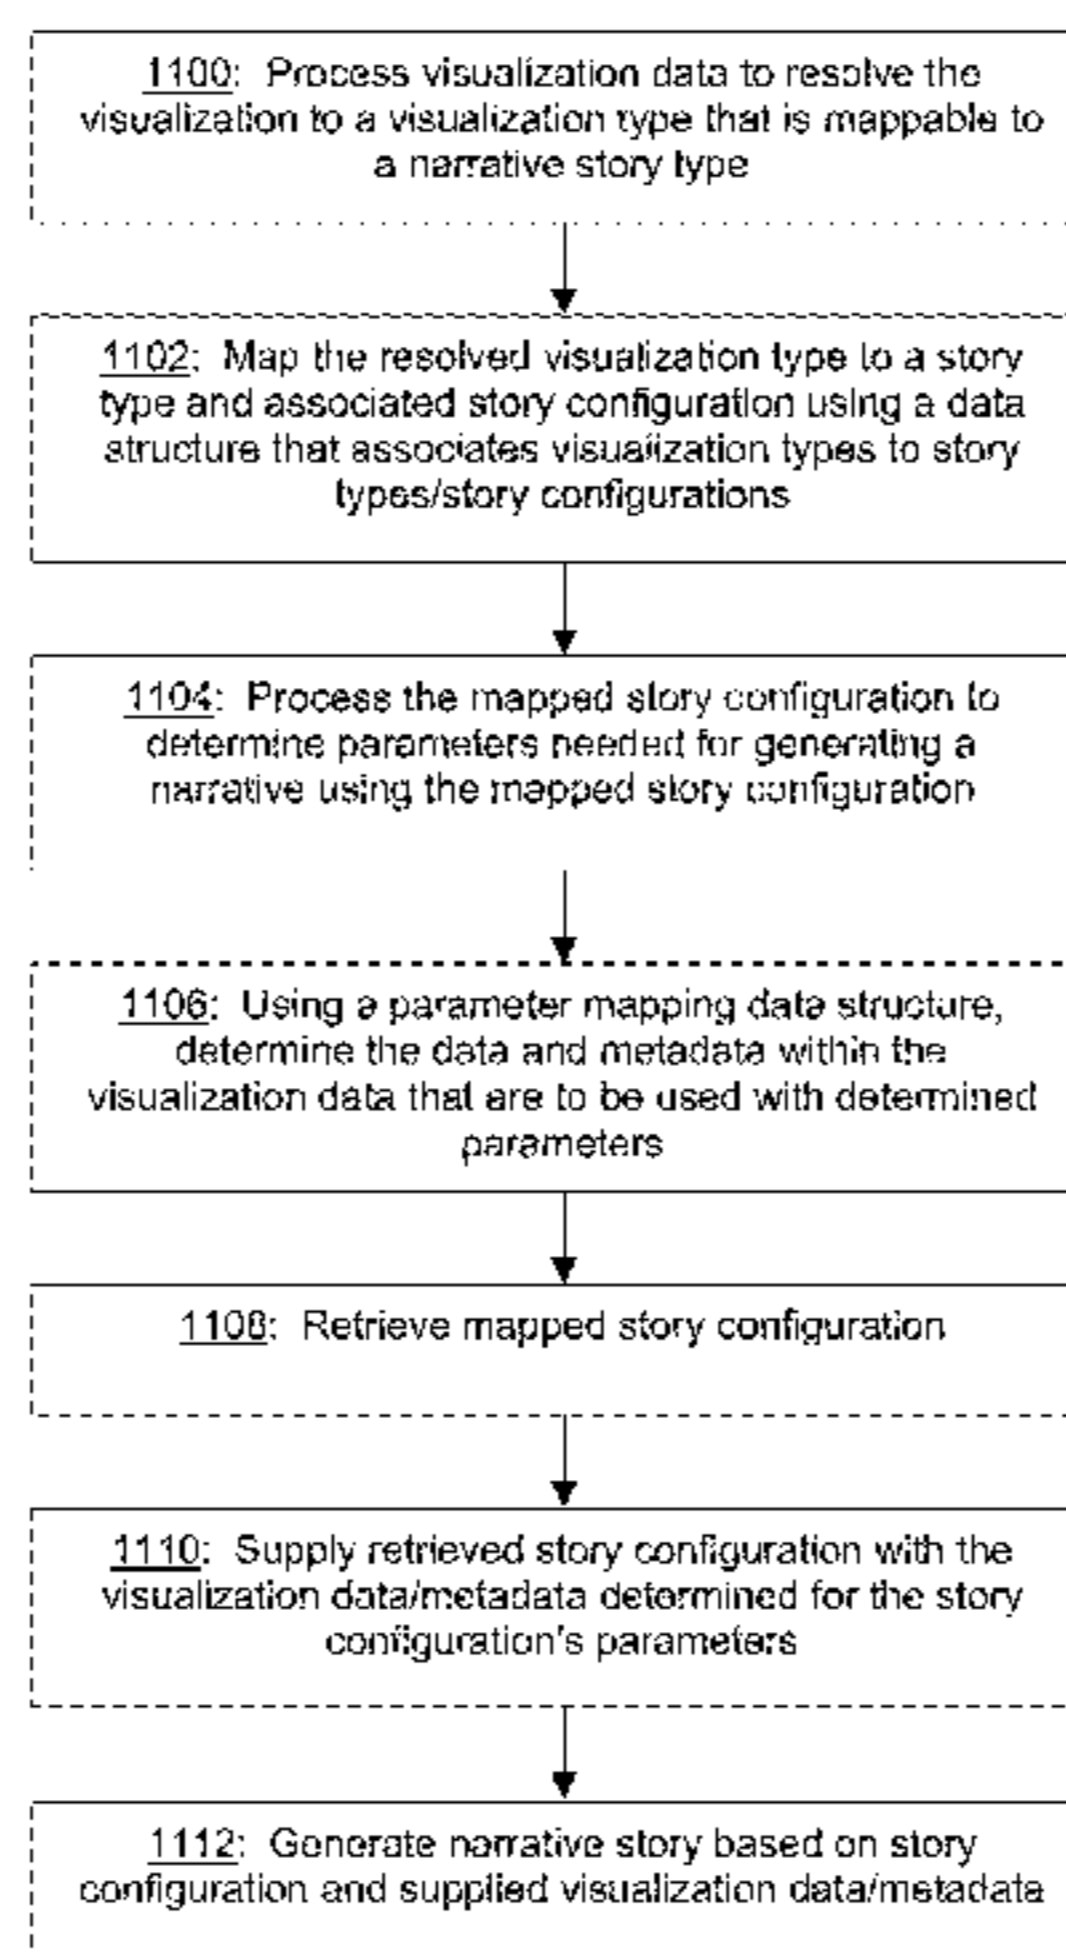 1100: Process visualization data to resolve the
visualization to a visualization type that is mappable to
a narrative story type
1102: Map the resolved visualization type to a story
type and associated story configuration using a data
structure that associates visualization types to story
types/story configurations
1104: Process the mapped story configuration to
determine parameters needed for generating a
narrative using the mapped story configuration
1106: Using a parameter mapping data structure,
determine the data and metadata within the
visualization data that are to be used with determined
parameters
1108: Retrieve mapped story configuration
1110: Supply retrieved story configuration with the
visualization data/metadata determined for the story
configuration's parameters
1112: Generate narrative story based on story
configuration and supplied visualization data/metadata